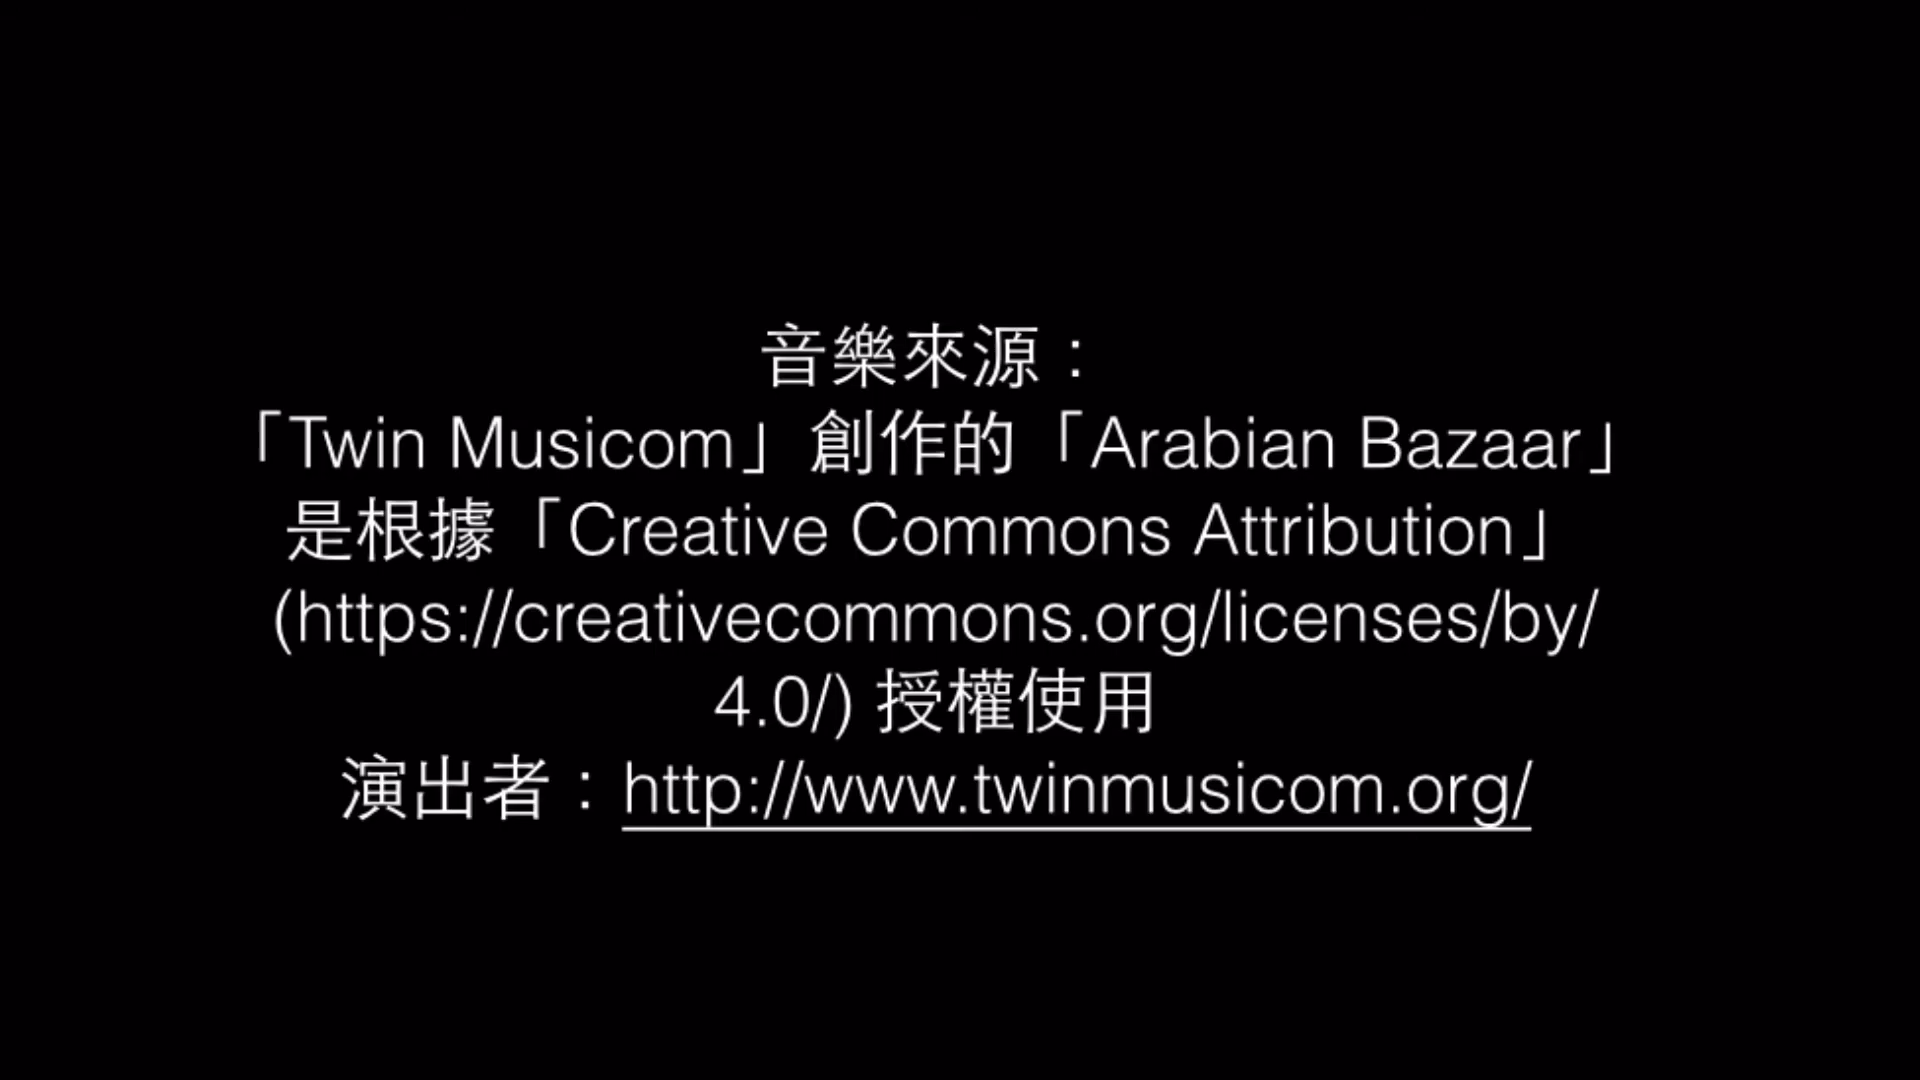 音樂來源：
「Twin Musicom」創作的「Arabian Bazaar」
是根據「Creative Commons Attribution」
(https://creativecommons.org/licenses/by/
4.0/) 授權使用
演出者：http://www.twinmusicom.org/